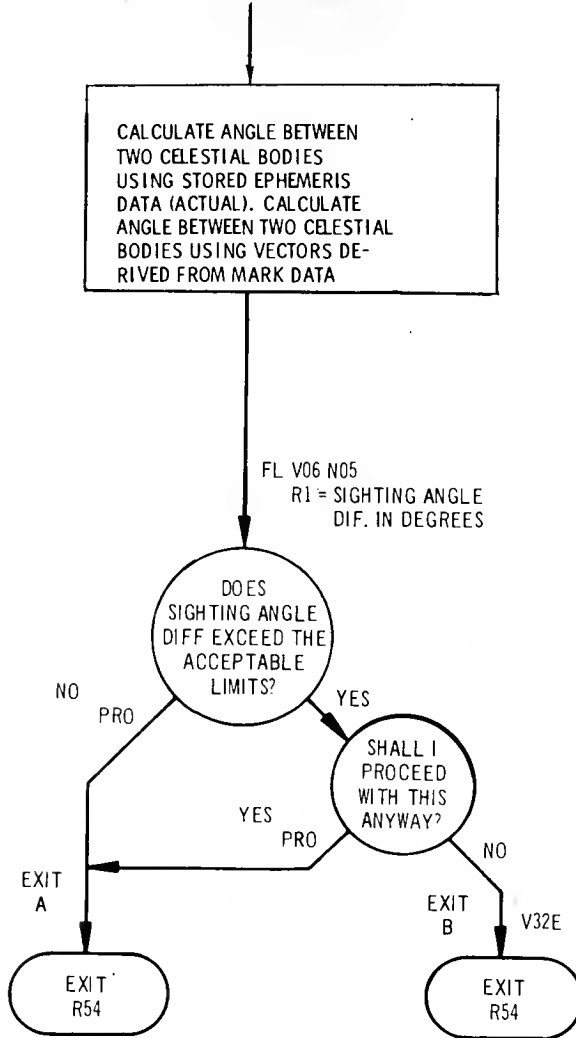 CALCULATE ANGLE BETWEEN
TWO CELESTIAL BODIES
USING STORED EPHEMERIS
DATA (ACTUAL). CALCULATE
ANGLE BETWEEN TWO CELESTIAL
BODIES USING VECTORS DE-
RIVED FROM MARK DATA
FL V06 N05
R1 = SIGHTING ANGLE
DIF. IN DEGREES
DOES
SIGHTING ANGLE
DIFF EXCEED THE
ACCEPTABLE
LIMITS?
NO
PRO
YES
SHALL I
PROCEED
WITH THIS
ANYWAY?
YES
PRO
NO
EXIT
A
EXIT
B
V32E
EXIT
R54
EXIT
R54